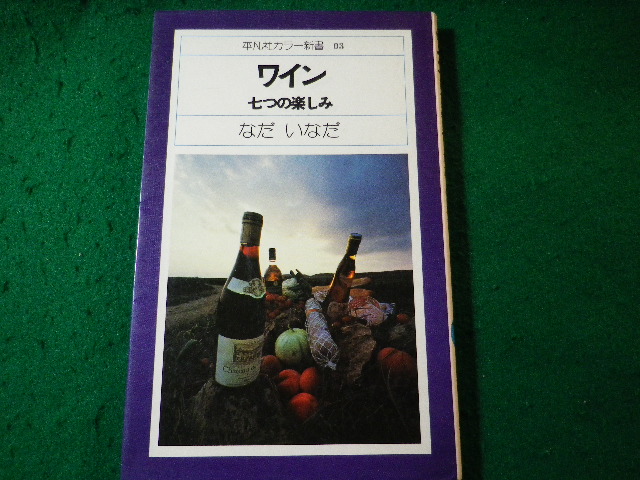 平凡社カラー新書 03
ワイン
七つの楽しみ
なだ いなだ